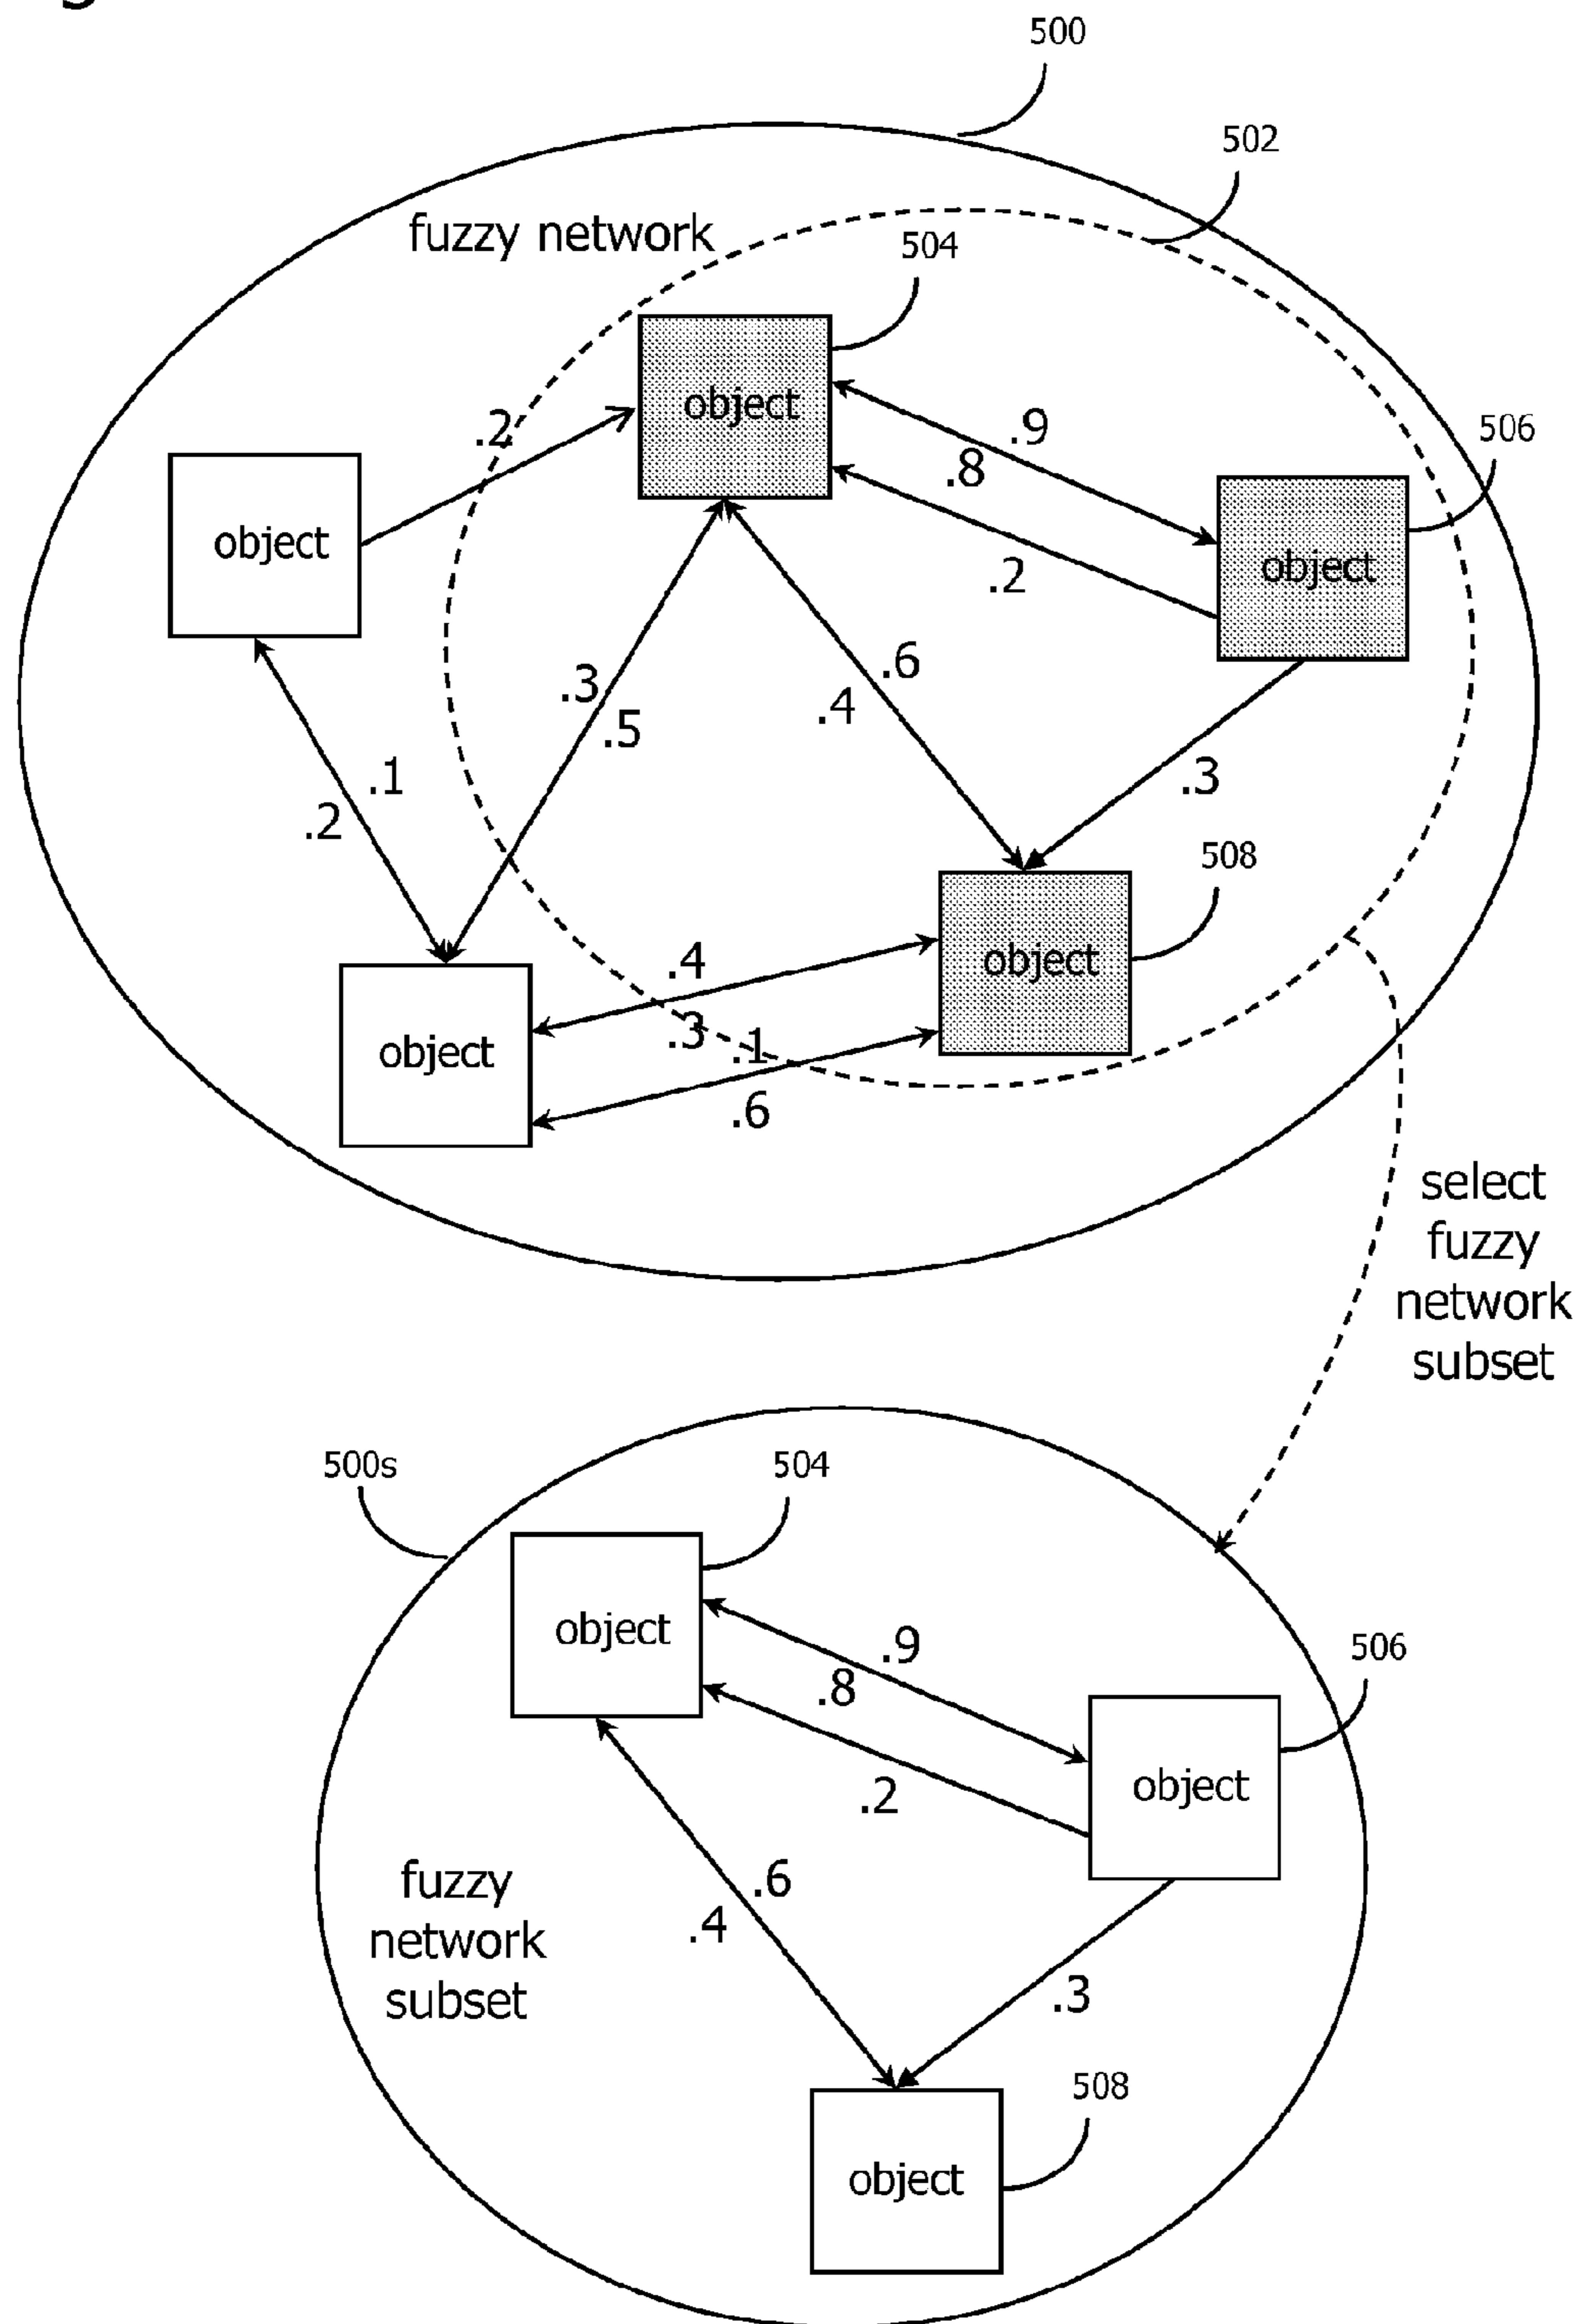 500
502
fuzzy network
504
object
.2
.9
.8
506
object
object
.2
.3
.5
.6
.4
.3
.1
.2
508
object
.4
.3
.1
.6
object
select
fuzzy
network
subset
500s
504
object
.9
.8
506
object
.2
fuzzy
network
subset
.6
.4
.3
508
object